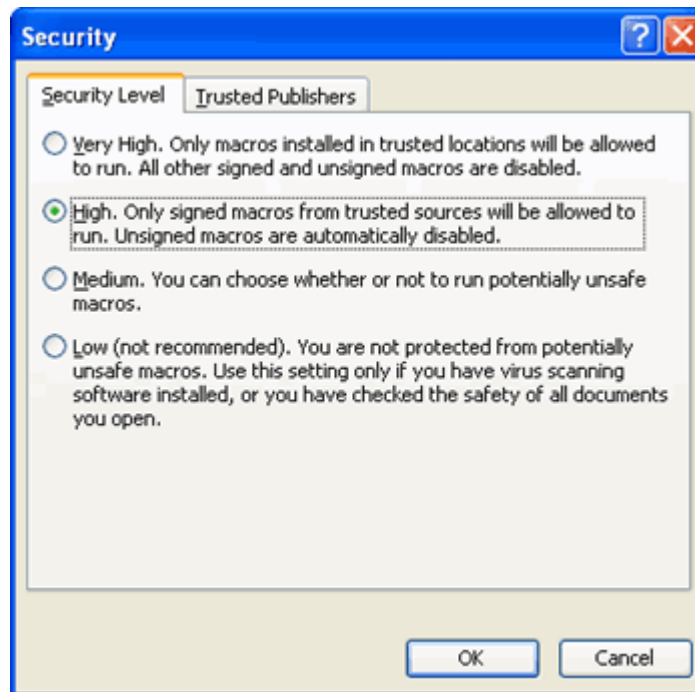 Security
Security Level
Trusted Publishers
Very High. Only macros installed in trusted locations will be allowed
to run. All other signed and unsigned macros are disabled.
High. Only signed macros from trusted sources will be allowed to
run. Unsigned macros are automatically disabled.
Medium. You can choose whether or not to run potentially unsafe
macros.
Low (not recommended). You are not protected from potentially
unsafe macros. Use this setting only if you have virus scanning
software installed, or you have checked the safety of all documents
you open.
OK
Cancel